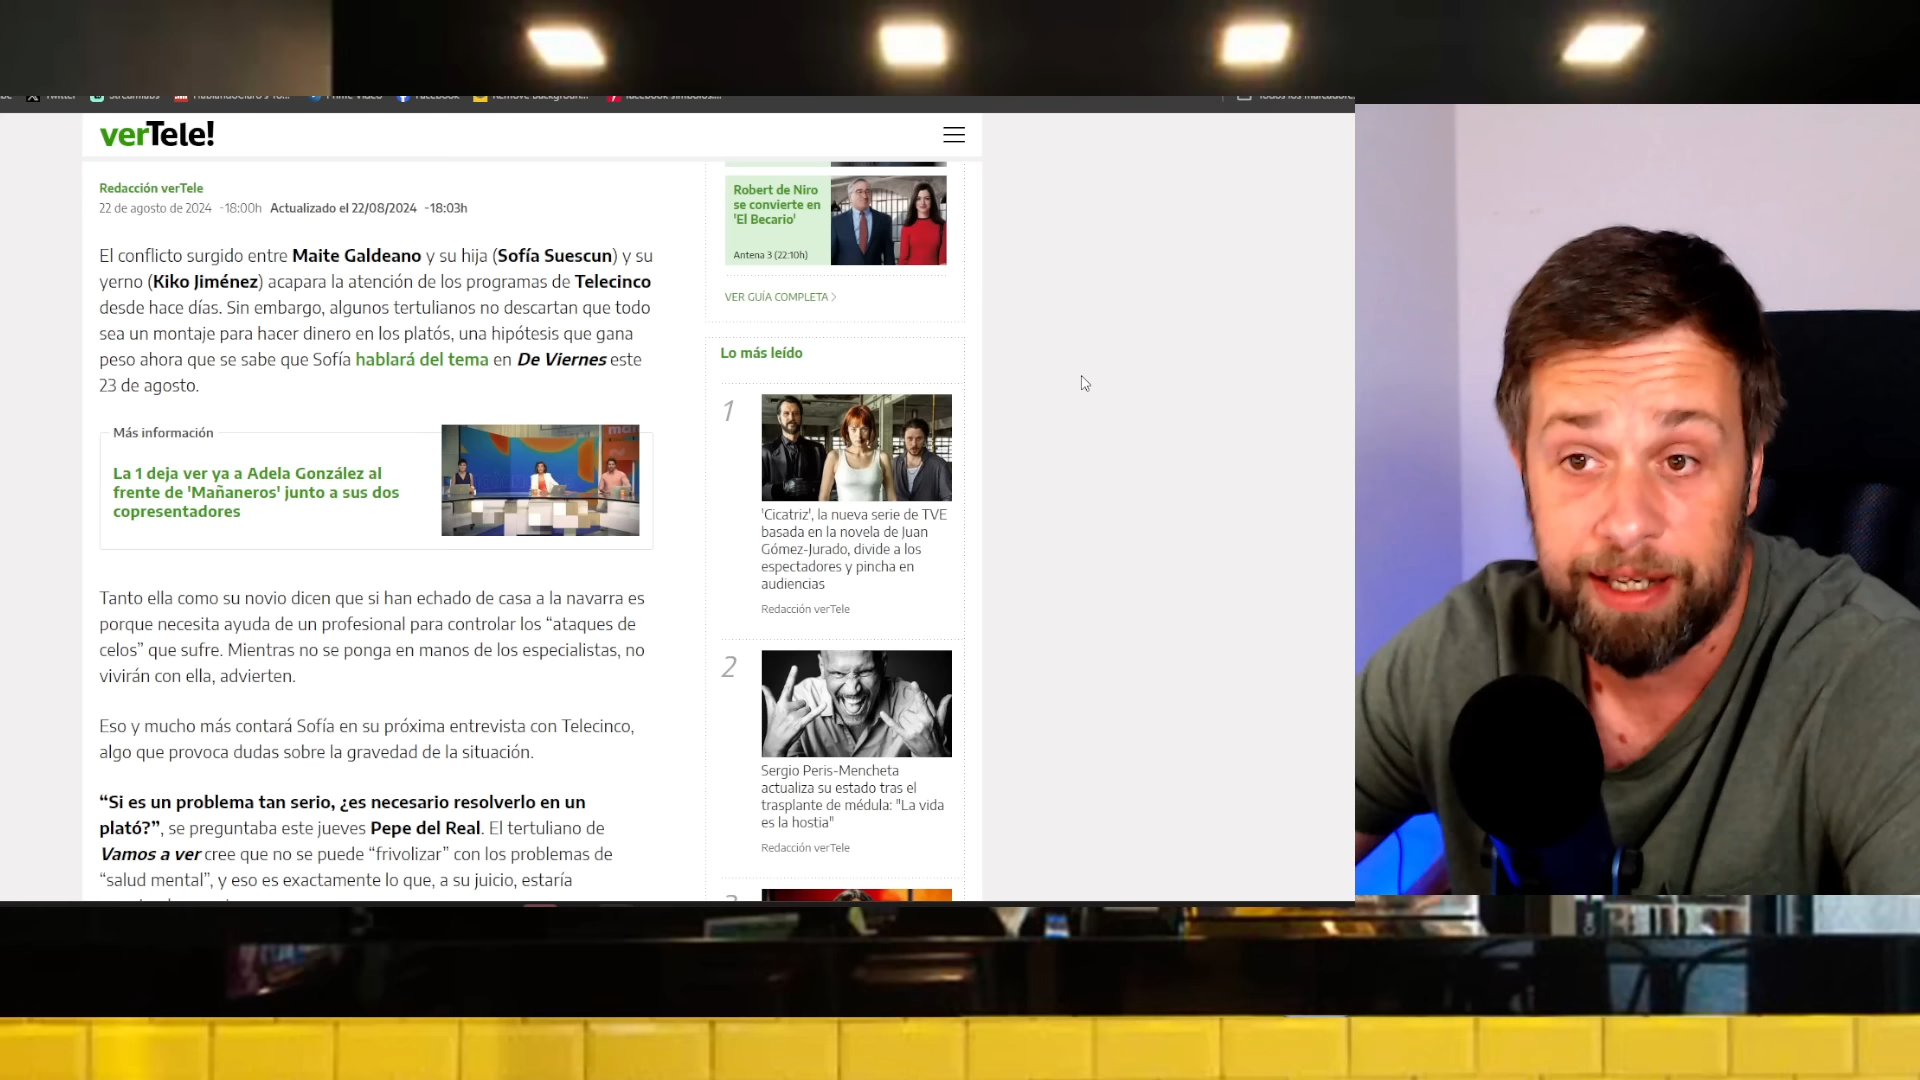 Twitter
Streamlabs
Prime Video
Facebook
verTele!
Redacción verTele
22 de agosto de 2024 -18:00h Actualizado el 22/08/2024 -18:03h
El conflicto surgido entre Maite Galdeano y su hija (Sofía Suescun) y su
yerno (Kiko Jiménez) acapara la atención de los programas de Telecinco
desde hace días. Sin embargo, algunos tertulianos no descartan que todo
sea un montaje para hacer dinero en los platós, una hipótesis que gana
peso ahora que se sabe que Sofía hablará del tema en De Viernes este
23 de agosto.
Más información
La 1 deja ver ya a Adela González al
frente de 'Mañaneros' junto a sus dos
copresentadores
Tanto ella como su novio dicen que si han echado de casa a la navarra es
porque necesita ayuda de un profesional para controlar los “ataques de
celos” que sufre. Mientras no se ponga en manos de los especialistas, no
vivirán con ella, advierten.
Eso y mucho más contará Sofía en su próxima entrevista con Telecinco,
algo que provoca dudas sobre la gravedad de la situación.
“Si es un problema tan serio, ¿es necesario resolverlo en un
plató?”, se preguntaba este jueves Pepe del Real. El tertuliano de
Vamos a ver cree que no se puede “frivolizar” con los problemas de
“salud mental”, y eso es exactamente lo que, a su juicio, estaría
Robert de Niro
se convierte en
'El Becario'
Antena 3 (22:10h)
VER GUÍA COMPLETA
Lo más leído
1
'Cicatriz', la nueva serie de TVE
basada en la novela de Juan
Gómez-Jurado, divide a los
espectadores y pincha en
audiencias
Redacción verTele
2
Sergio Peris-Mencheta
actualiza su estado tras el
trasplante de médula: "La vida
es la hostia"
Redacción verTele